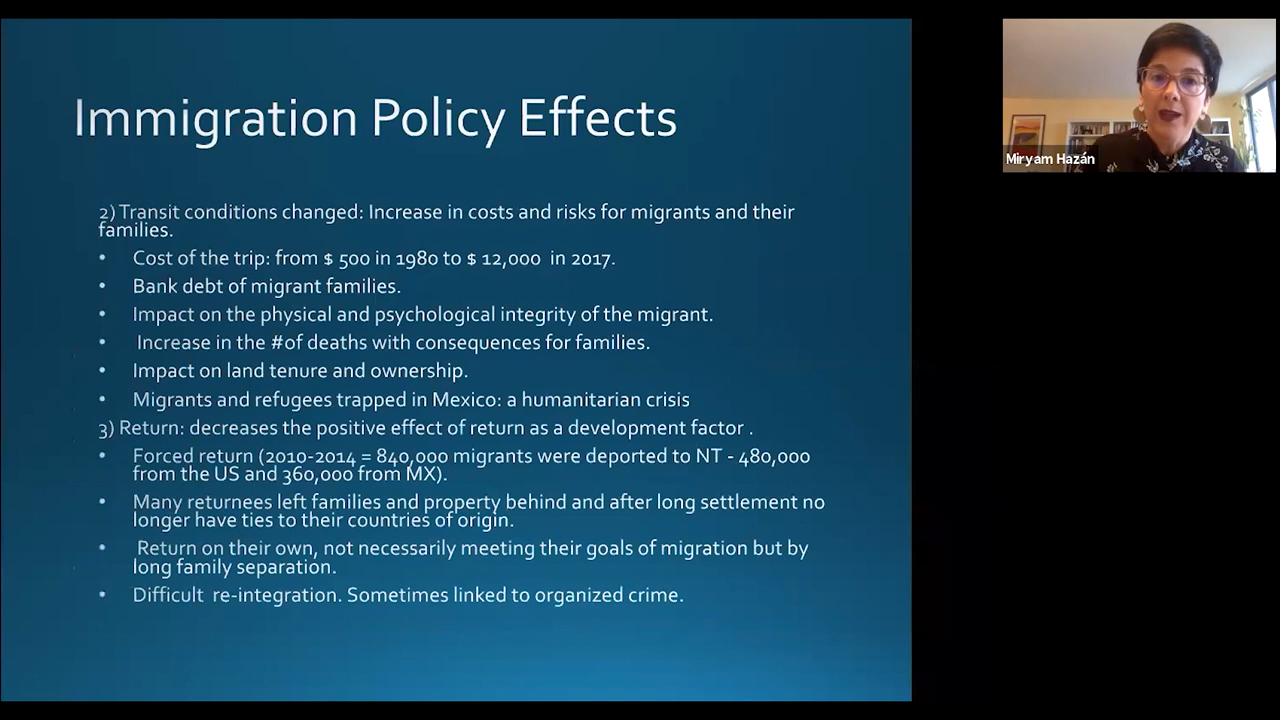 Immigration Policy Effects
2) Transit conditions changed: Increase in costs and risks for migrants and their
families.
• Cost of the trip: from $ 500 in 1980 to $ 12,000 in 2017.
• Bank debt of migrant families.
• Impact on the physical and psychological integrity of the migrant.
• Increase in the #of deaths with consequences for families.
• Impact on land tenure and ownership.
• Migrants and refugees trapped in Mexico: a humanitarian crisis
3) Return: decreases the positive effect of return as a development factor .
• Forced return (2010-2014 = 840,000 migrants were deported to NT - 480,000
from the US and 360,000 from MX).
• Many returnees left families and property behind and after long settlement no
longer have ties to their countries of origin.
• Return on their own, not necessarily meeting their goals of migration but by
long family separation.
• Difficult re-integration. Sometimes linked to organized crime.
Miryam Hazán